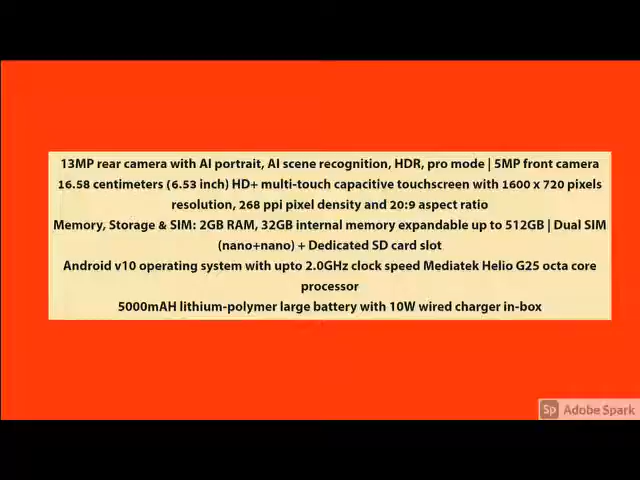 13MP rear camera with AI portrait, AI scene recognition, HDR, pro mode | 5MP front camera
16.58 centimeters (6.53 inch) HD+ multi-touch capacitive touchscreen with 1600 x 720 pixels
resolution, 268 ppi pixel density and 20:9 aspect ratio
Memory, Storage & SIM: 2GB RAM, 32GB internal memory expandable up to 512GB | Dual SIM
(nano+nano) + Dedicated SD card slot
Android v10 operating system with upto 2.0GHz clock speed Mediatek Helio G25 octa core
processor
5000mAH lithium-polymer large battery with 10W wired charger in-box
Sp Adobe Spark